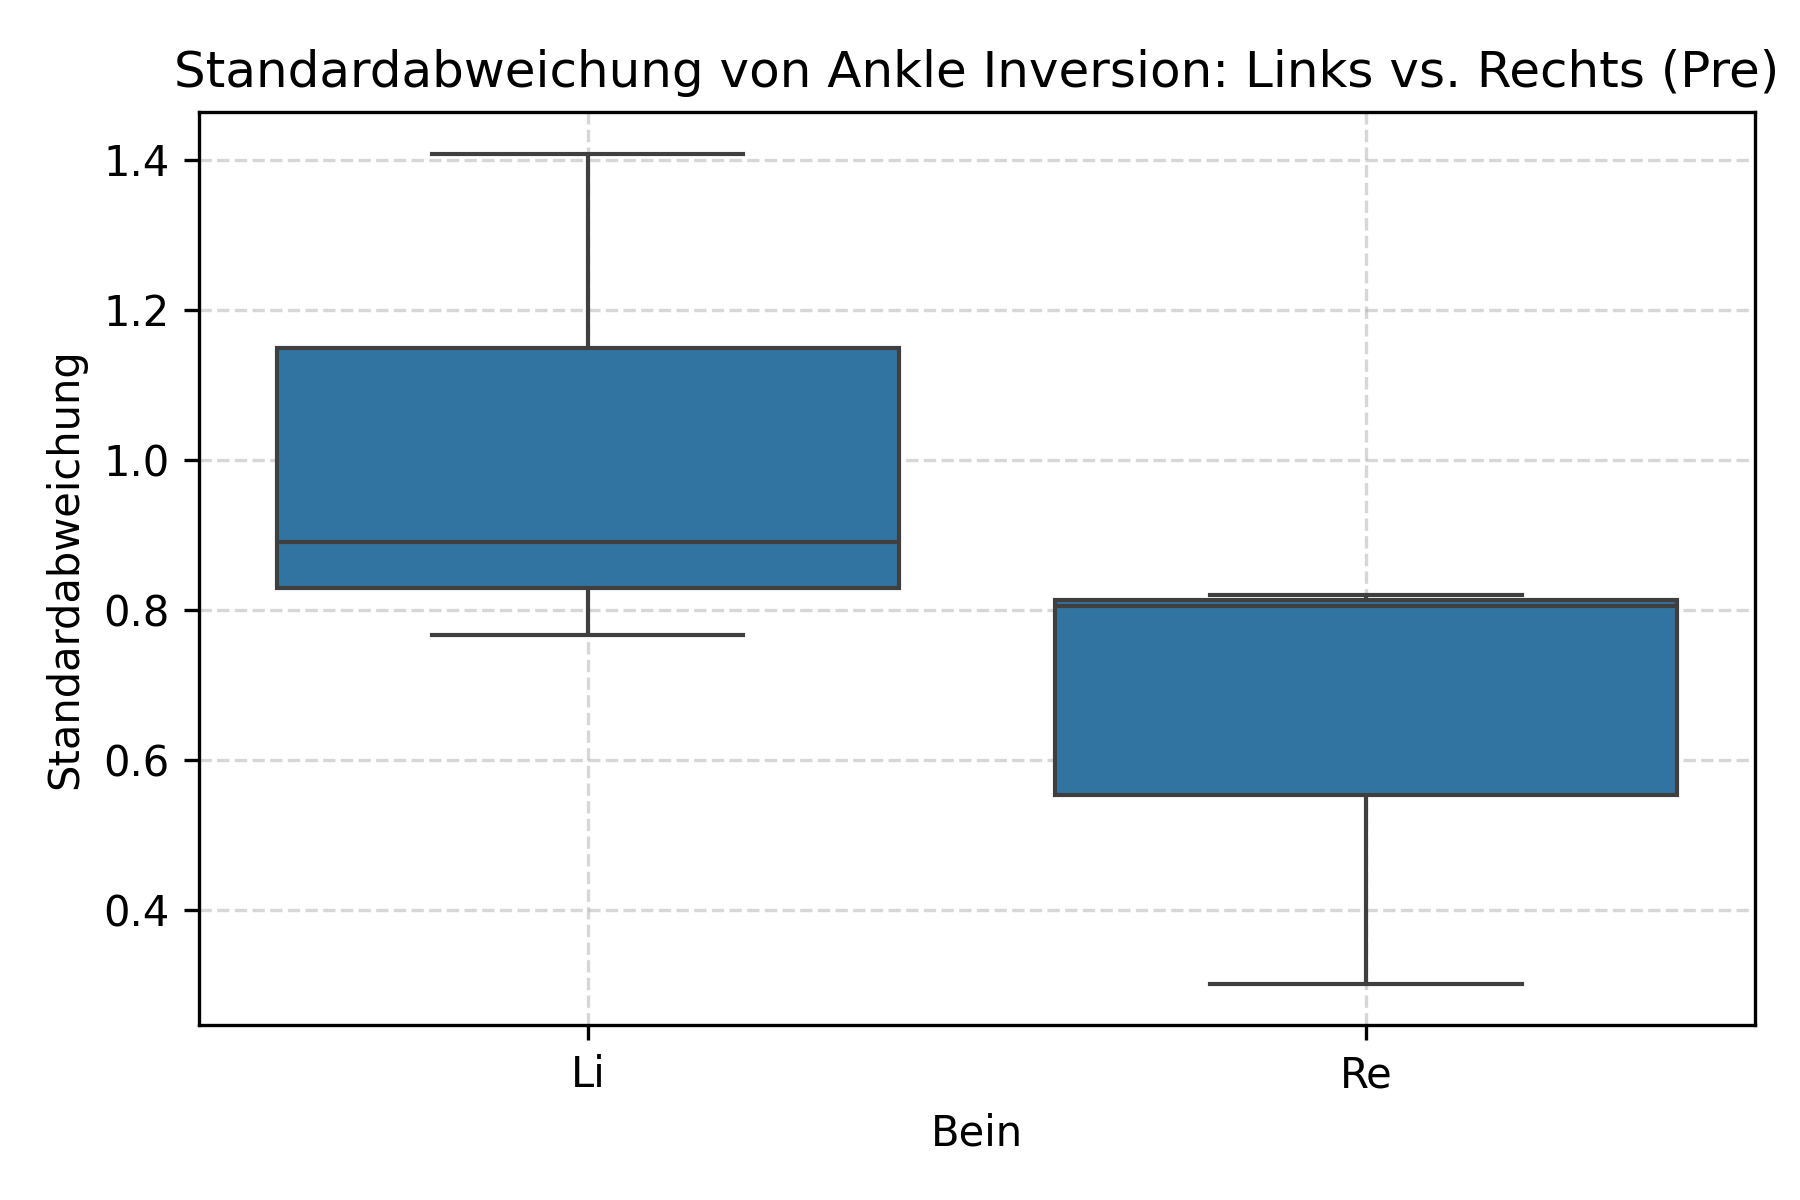 Standardabweichung von Ankle Inversion: Links vs. Rechts (Pre)
Standardabweichung
1.4
1.2
1.0
0.8
0.6
0.4
Li
Re
Bein